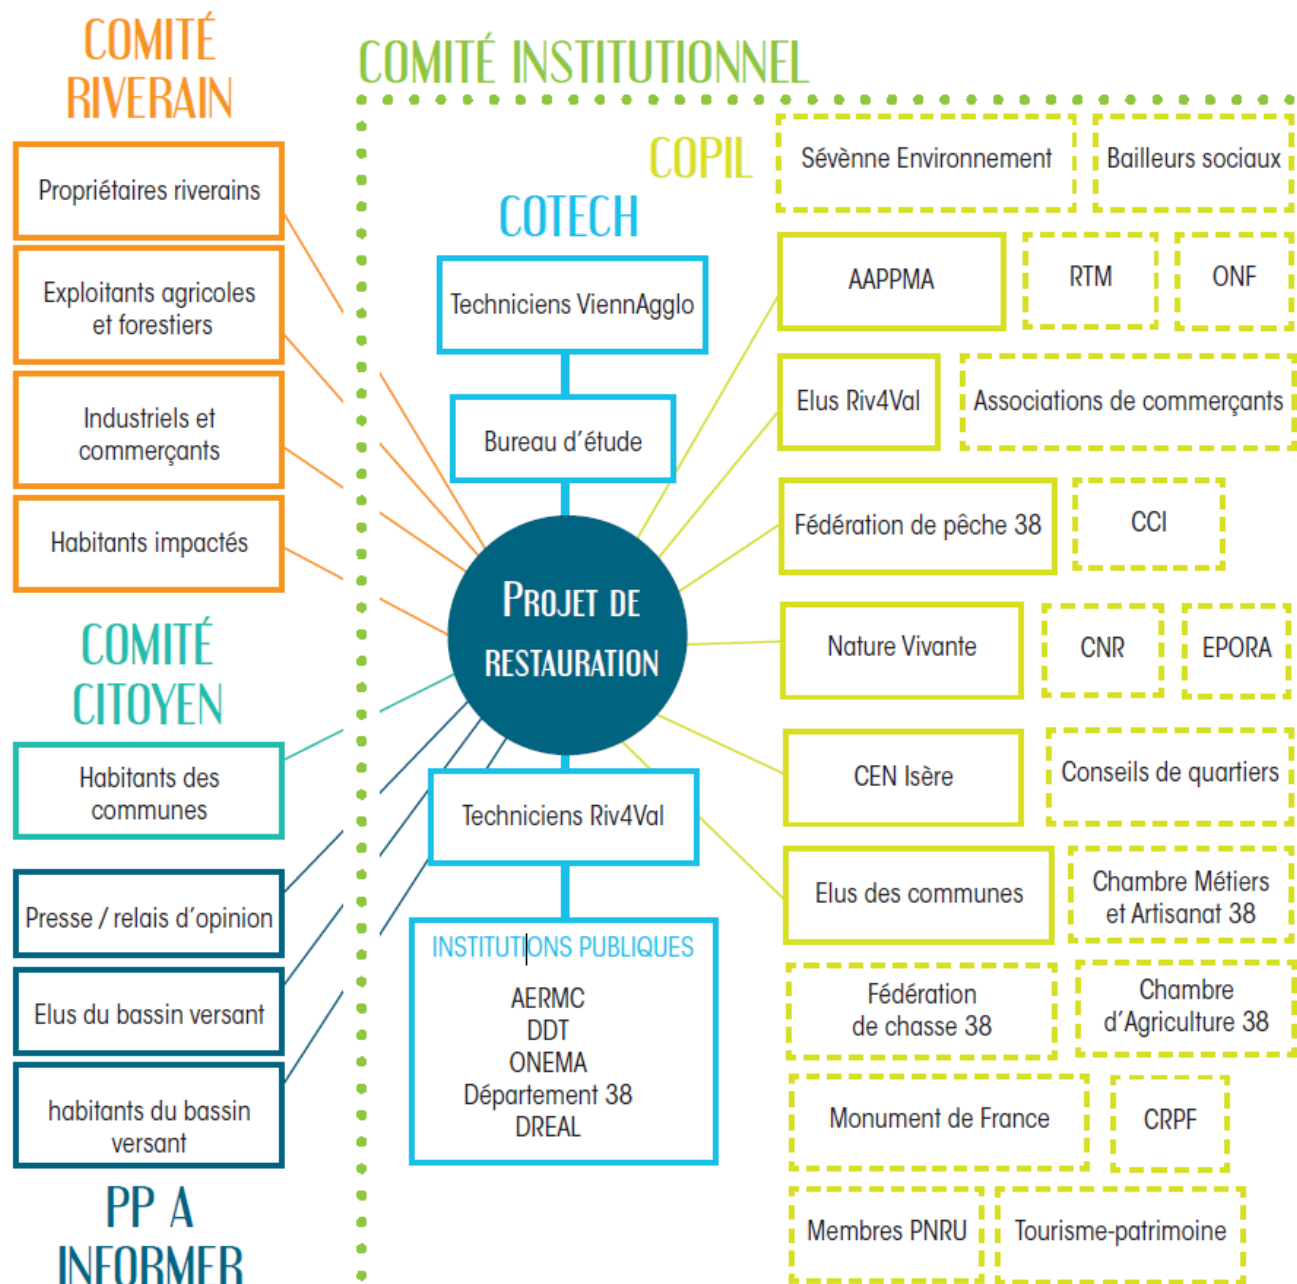 COMITÉ
RIVERAIN
Propriétaires riverains
Exploitants agricoles
et forestiers
Industriels et
commerçants
Habitants impactés
COMITÉ
CITOYEN
Habitants des
communes
Presse / relais d'opinion
Elus du bassin versant
habitants du bassin
versant
PP A
INFORMER
COMITÉ INSTITUTIONNEL
COTECH
Techniciens ViennAgglo
Bureau d'étude
PROJET DE
RESTAURATION
Techniciens Riv4Val
INSTITUTIONS PUBLIQUES
AERMC
DDT
ONEMA
Département 38
DREAL
COPIL
Sévènne Environnement
Bailleurs sociaux
AAPPMA
RTM
ONF
Elus Riv4Val
Associations de commerçants
Fédération de pêche 38
CCI
Nature Vivante
CNR
EPORA
CEN Isère
Conseils de quartiers
Elus des communes
Chambre Métiers
et Artisanat 38
Fédération
de chasse 38
Chambre
d'Agriculture 38
Monument de France
CRPF
Membres PNRU
Tourisme-patrimoine